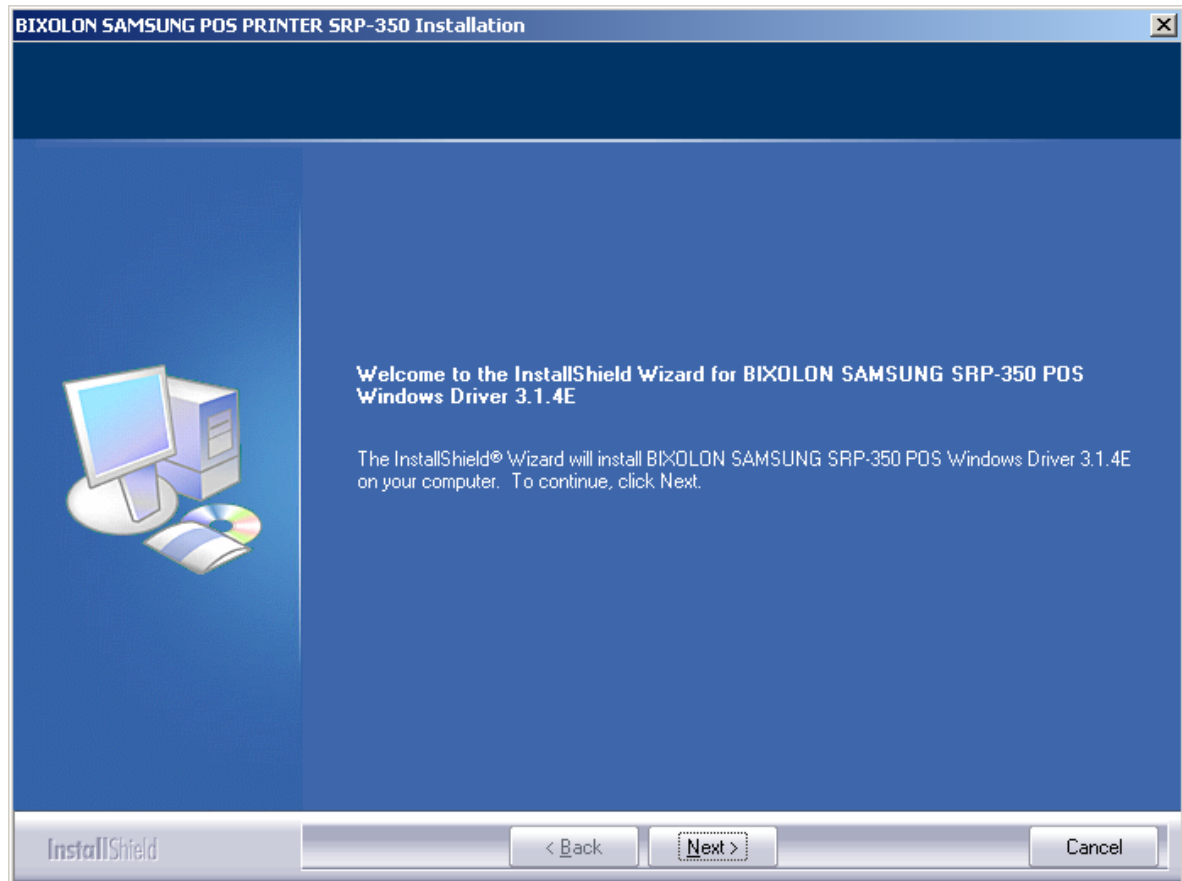 BIXOLON SAMSUNG POS PRINTER SRP-350 Installation
Welcome to the InstallShield Wizard for BIXOLON SAMSUNG SRP-350 POS
Windows Driver 3.1.4E
The InstallShield® Wizard will install BIXOLON SAMSUNG SRP-350 POS Windows Driver 3.1.4E
on your computer.  To continue, click Next.
InstallShield
< Back
Next >
Cancel